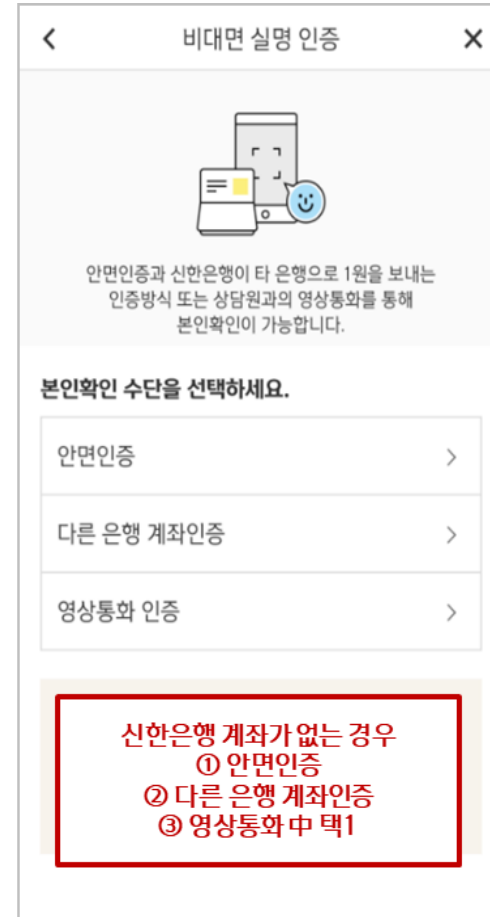 비대면 실명 인증
안면인증과 신한은행이 타 은행으로 1원을 보내는
인증방식 또는 상담원과의 영상통화를 통해
본인확인이 가능합니다.
본인확인 수단을 선택하세요.
안면인증
다른 은행 계좌인증
영상통화 인증
신한은행 계좌가 없는 경우
① 안면인증
② 다른 은행 계좌인증
③ 영상통화 中 택1